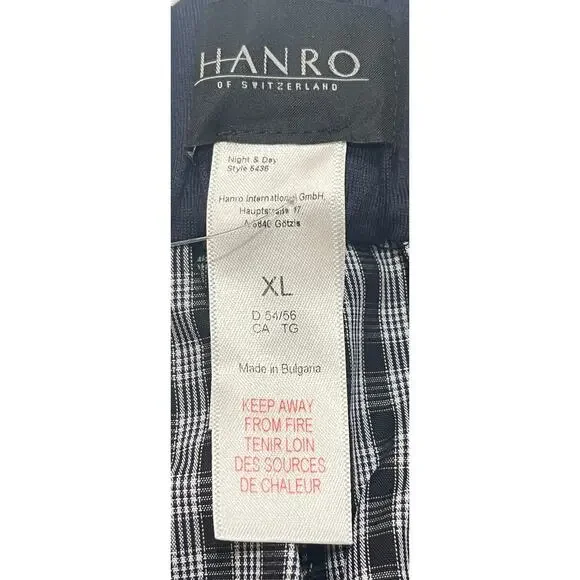 HANRO
OF SWITZERLAND
Night & Day
Style 5436
Hanro International GmbH,
Hauptstraße 17,
A-6840 Götzis
XL
D 54/56
CA TG
Made in Bulgaria
KEEP AWAY
FROM FIRE
TENIR LOIN
DES SOURCES
DE CHALEUR